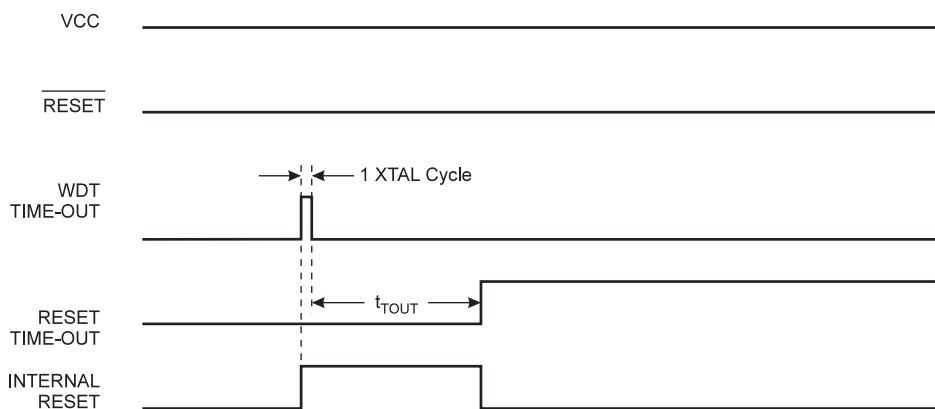 VCC
RESET
1 XTAL Cycle
WDT
TIME-OUT
tTOUT
RESET
TIME-OUT
INTERNAL
RESET